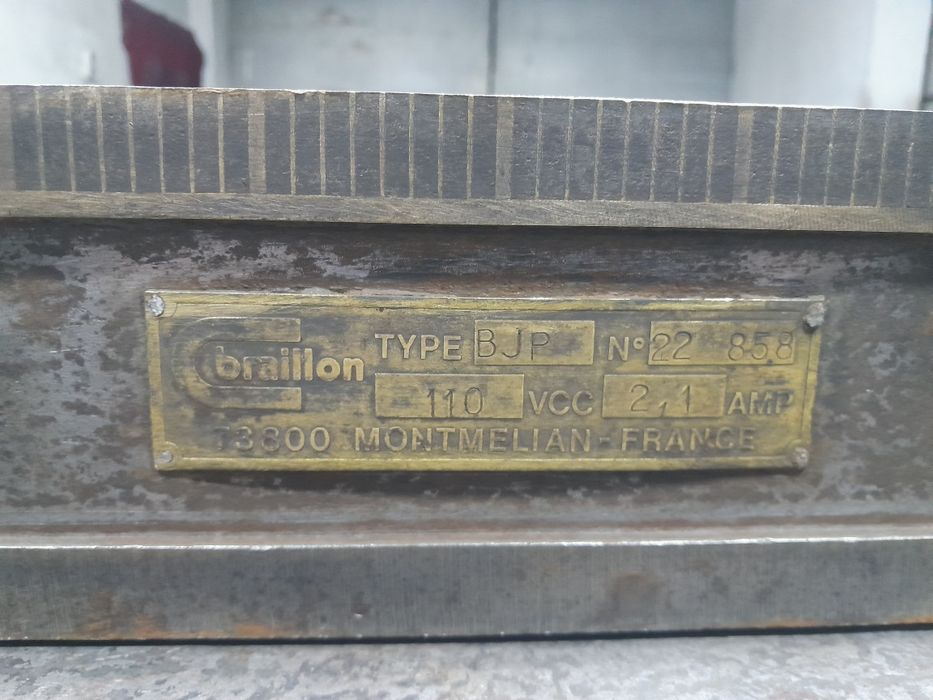 braillon TYPE BJP N° 22 858
110 VCC 2,1 AMP
73800 MONTMELIAN - FRANCE